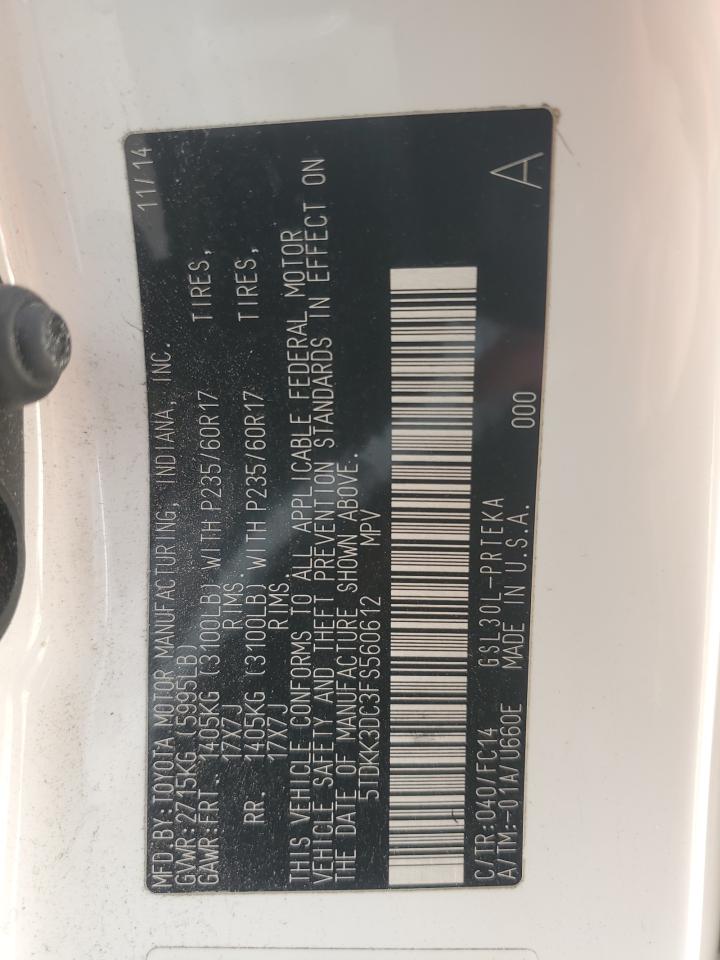 MFD.BY:TOYOTA MOTOR MANUFACTURING, INDIANA, INC. 11/14
GVWR:2715KG (5995LB)
GAWR:FRT. 1405KG (3100LB) WITH P235/60R17 TIRES,
17X7J RIMS.
RR. 1405KG (3100LB) WITH P235/60R17 TIRES,
17X7J RIMS.
THIS VEHICLE CONFORMS TO ALL APPLICABLE FEDERAL MOTOR
VEHICLE SAFETY AND THEFT PREVENTION STANDARDS IN EFFECT ON
THE DATE OF MANUFACTURE SHOWN ABOVE.
5TDKK3DC3FS560612 MPV
C/TR:040/FC14 GSL30L-PRTEKA
A/TM:-01A/U660E MADE IN U.S.A. 000
A